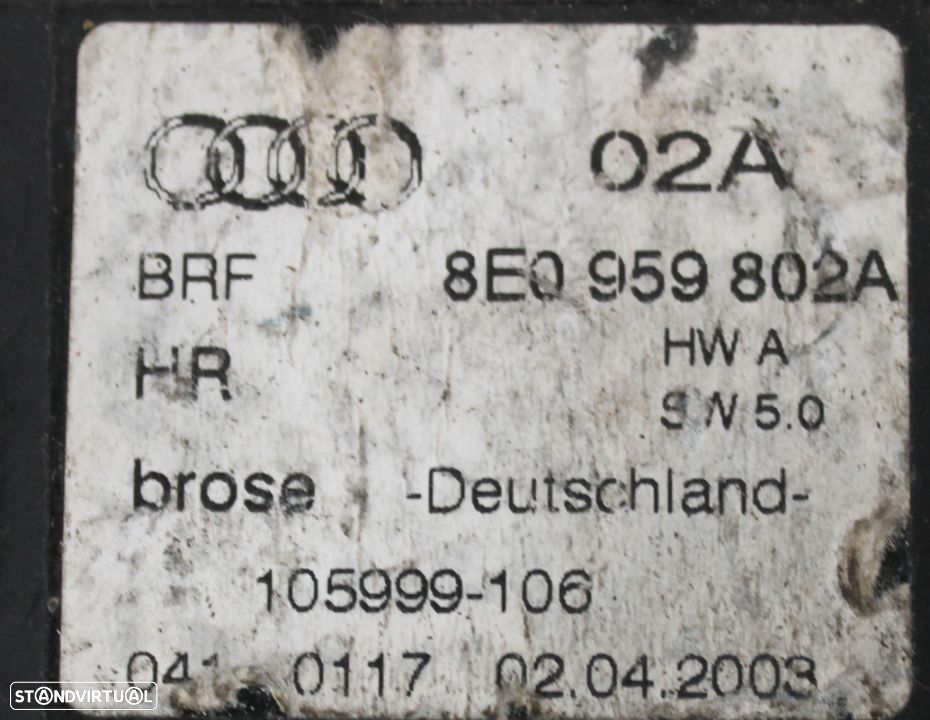 02A
BRF 8E0 959 802A
HR HW A
SW 5.0
brose -Deutschland-
105999-106
041 0117 02.04.2003
STANDVIRTUAL